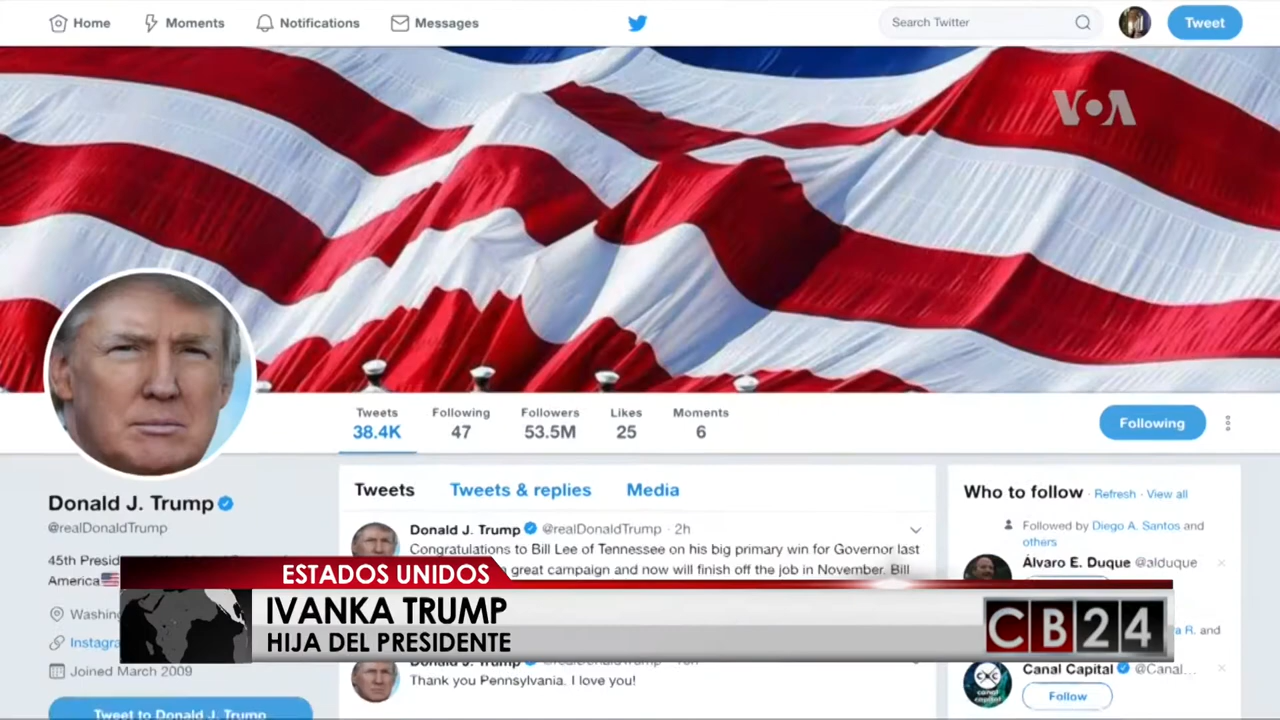 Home
Moments
Notifications
Messages
Search Twitter
Tweet
VOA
Tweets
Following
Followers
Likes
Moments
38.4K
47
53.5M
25
6
Following
Donald J. Trump
@realDonaldTrump
45th Presid
America
Washing
Instagra
Joined March 2009
Tweet to Donald J. Trump
Tweets
Tweets & replies
Media
Donald J. Trump @realDonaldTrump · 2h
Congratulations to Bill Lee of Tennessee on his big primary win for Governor last
great campaign and now will finish off the job in November. Bill
Donald J. Trump @realDonaldTrump
Thank you Pennsylvania. I love you!
Who to follow · Refresh · View all
Followed by Diego A. Santos and
others
Álvaro E. Duque @alduque
R. and
Canal Capital @Canal...
canal
capital
Follow
ESTADOS UNIDOS
IVANKA TRUMP
HIJA DEL PRESIDENTE
CB24